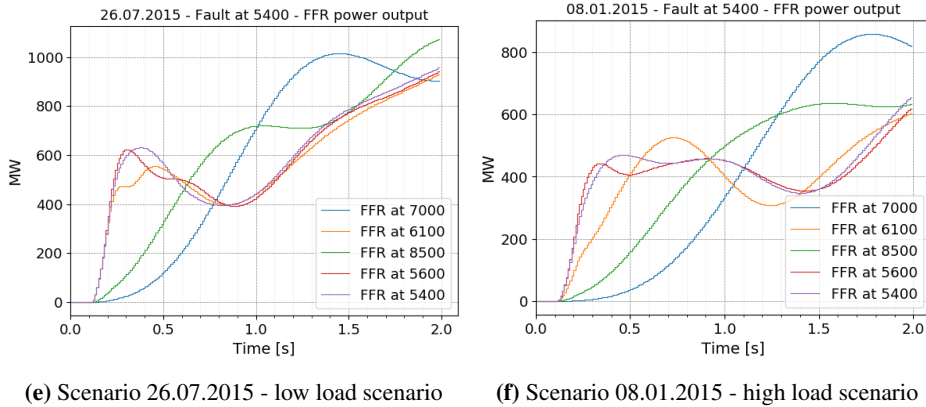 26.07.2015 - Fault at 5400 - FFR power output
MW
1000
800
600
400
200
0
FFR at 7000
FFR at 6100
FFR at 8500
FFR at 5600
FFR at 5400
0.0 0.5 1.0 1.5 2.0
Time [s]
(e) Scenario 26.07.2015 - low load scenario
08.01.2015 - Fault at 5400 - FFR power output
MW
800
600
400
200
0
FFR at 7000
FFR at 6100
FFR at 8500
FFR at 5600
FFR at 5400
0.0 0.5 1.0 1.5 2.0
Time [s]
(f) Scenario 08.01.2015 - high load scenario